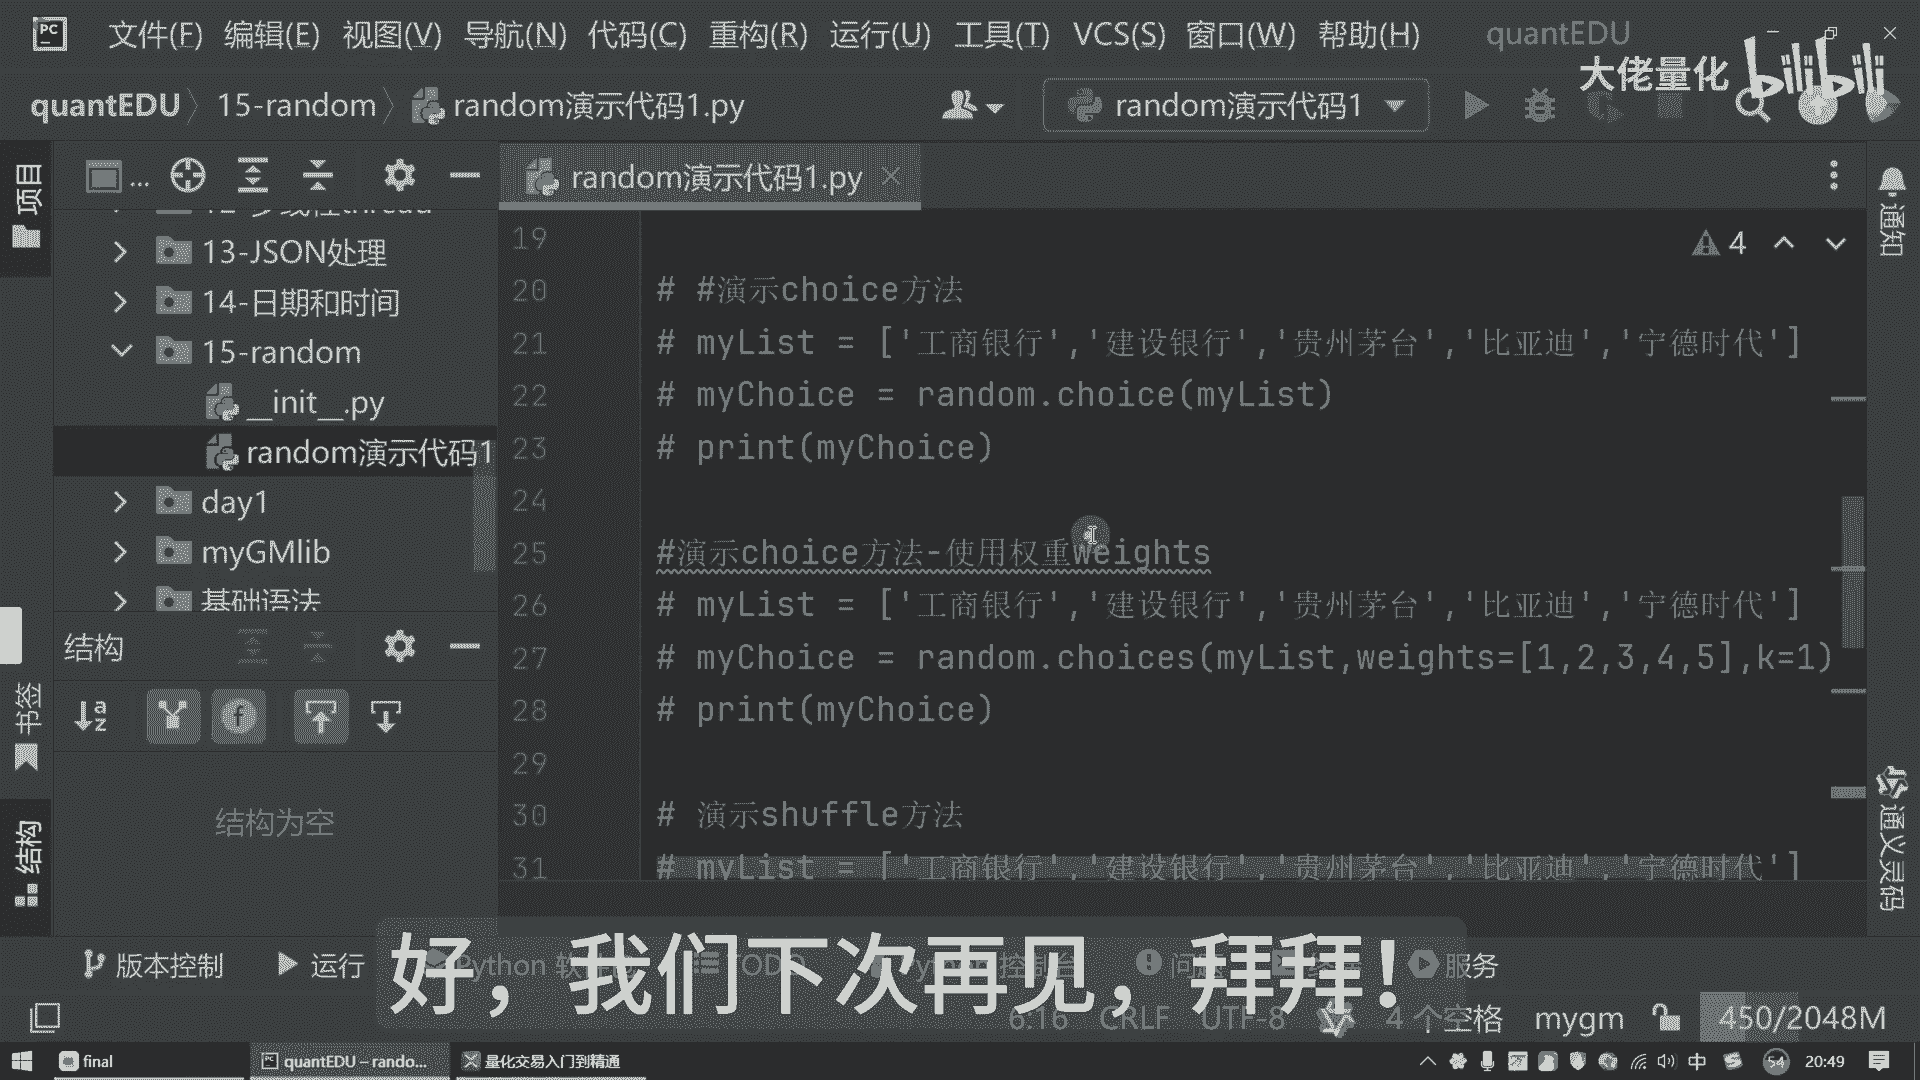 文件(F) 编辑(E) 视图(V) 导航(N) 代码(C) 重构(R) 运行(U) 工具(T) VCS(S) 窗口(W) 帮助(H) quantEDU
大佬量化 bilibili
quantEDU 15-random random演示代码1.py random演示代码1
项目
...
random演示代码1.py
通知
13-JSON处理
14-日期和时间
15-random
__init__.py
random演示代码1
day1
myGMlib
基础语法
4
19
20 # #演示choice方法
21 # myList = ['工商银行','建设银行','贵州茅台','比亚迪','宁德时代']
22 # myChoice = random.choice(myList)
23 # print(myChoice)
24
25 #演示choice方法-使用权重weights
26 # myList = ['工商银行','建设银行','贵州茅台','比亚迪','宁德时代']
27 # myChoice = random.choices(myList,weights=[1,2,3,4,5],k=1)
28 # print(myChoice)
29
30 # 演示shuffle方法
31 # myList = ['工商银行','建设银行','贵州茅台','比亚迪','宁德时代']
结构
书签
结构为空
结构
通义灵码
版本控制 运行 Python TODO 服务
好，我们下次再见，拜拜！
6:16 CRLF UTF-8 4 个空格 mygm 450/2048M
final quantEDU – rando... 量化交易入门到精通 中 54 20:49